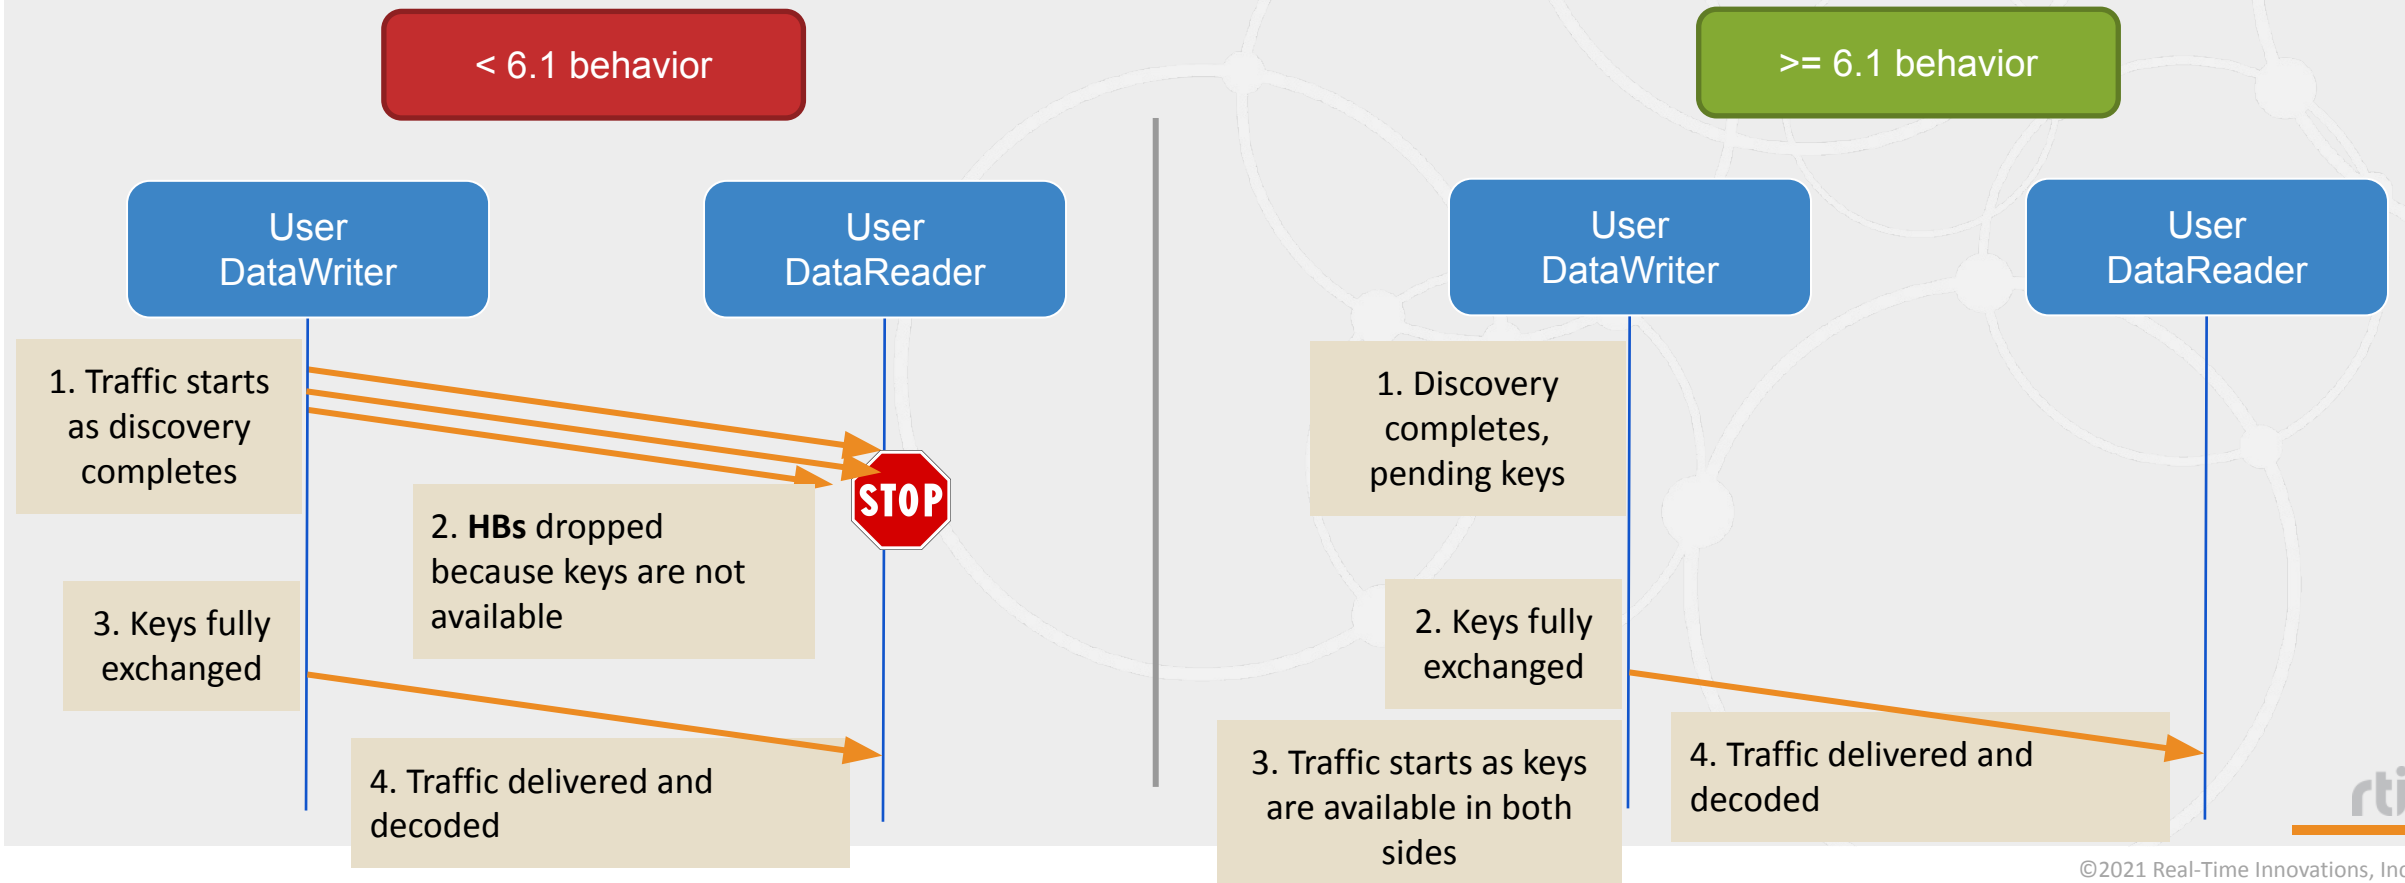 < 6.1 behavior
User
DataWriter
User
DataReader
1. Traffic starts
as discovery
completes
STOP
2. HBs dropped
because keys are not
available
3. Keys fully
exchanged
4. Traffic delivered and
decoded
>= 6.1 behavior
User
DataWriter
User
DataReader
1. Discovery
completes,
pending keys
2. Keys fully
exchanged
3. Traffic starts as keys
are available in both
sides
4. Traffic delivered and
decoded
rti
©2021 Real-Time Innovations, Inc